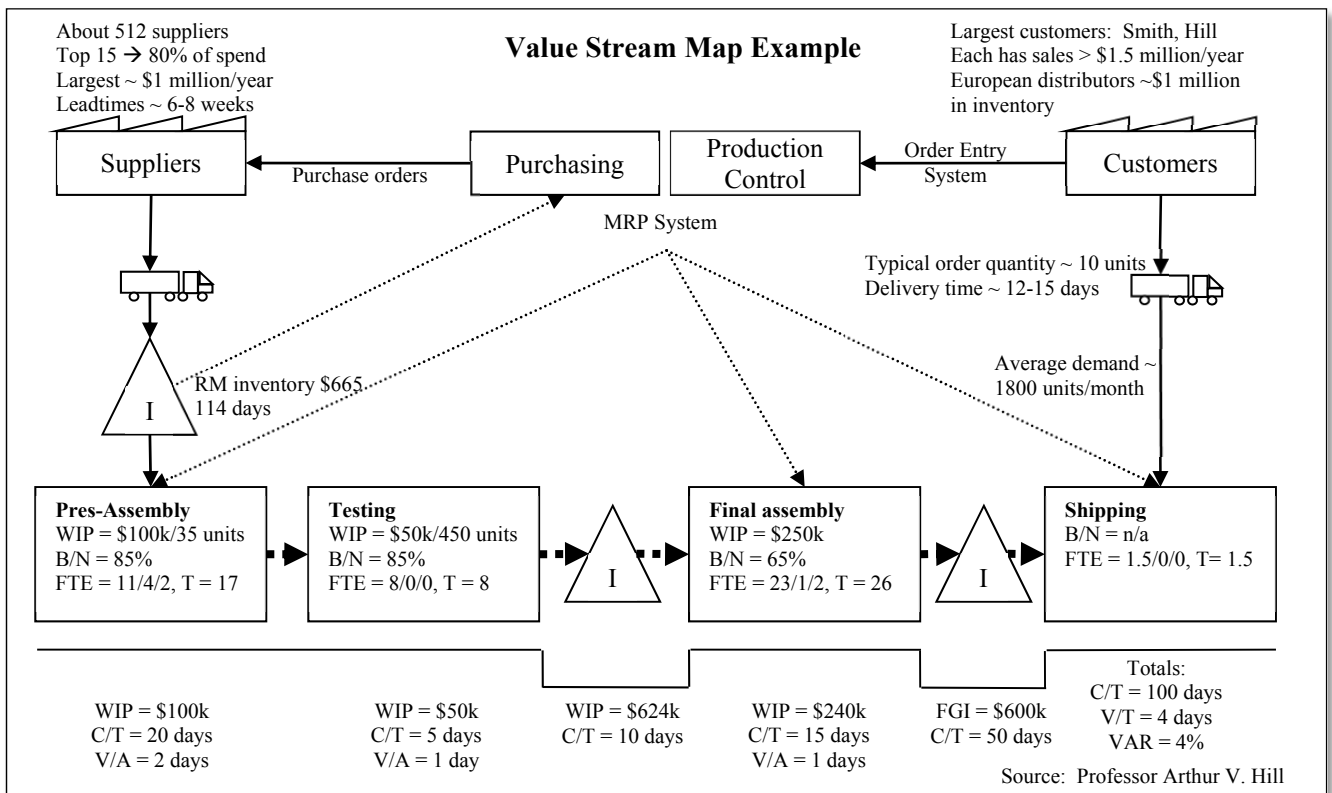 About 512 suppliers
Top 15 → 80% of spend
Largest ~ $1 million/year
Leadtimes ~ 6-8 weeks
Value Stream Map Example
Largest customers:  Smith, Hill
Each has sales > $1.5 million/year
European distributors ~$1 million
in inventory
Suppliers
Purchase orders
Purchasing
Production
Control
Order Entry
System
Customers
MRP System
Typical order quantity ~ 10 units
Delivery time ~ 12-15 days
RM inventory $665
114 days
I
Average demand ~
1800 units/month
Pres-Assembly
WIP = $100k/35 units
B/N = 85%
FTE = 11/4/2, T = 17
Testing
WIP = $50k/450 units
B/N = 85%
FTE = 8/0/0, T = 8
I
Final assembly
WIP = $250k
B/N = 65%
FTE = 23/1/2, T = 26
I
Shipping
B/N = n/a
FTE = 1.5/0/0, T= 1.5
WIP = $100k
C/T = 20 days
V/A = 2 days
WIP = $50k
C/T = 5 days
V/A = 1 day
WIP = $624k
C/T = 10 days
WIP = $240k
C/T = 15 days
V/A = 1 days
FGI = $600k
C/T = 50 days
Totals:
C/T = 100 days
V/T = 4 days
VAR = 4%
Source:  Professor Arthur V. Hill